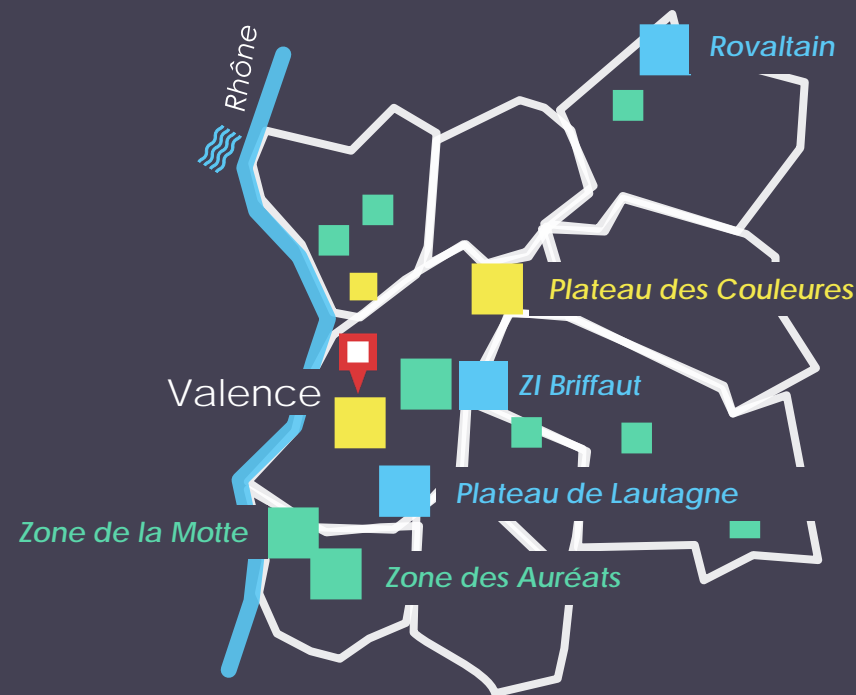 Rhône
Rovaltain
Plateau des Couleures
ZI Briffaut
Valence
Plateau de Lautagne
Zone de la Motte
Zone des Auréats